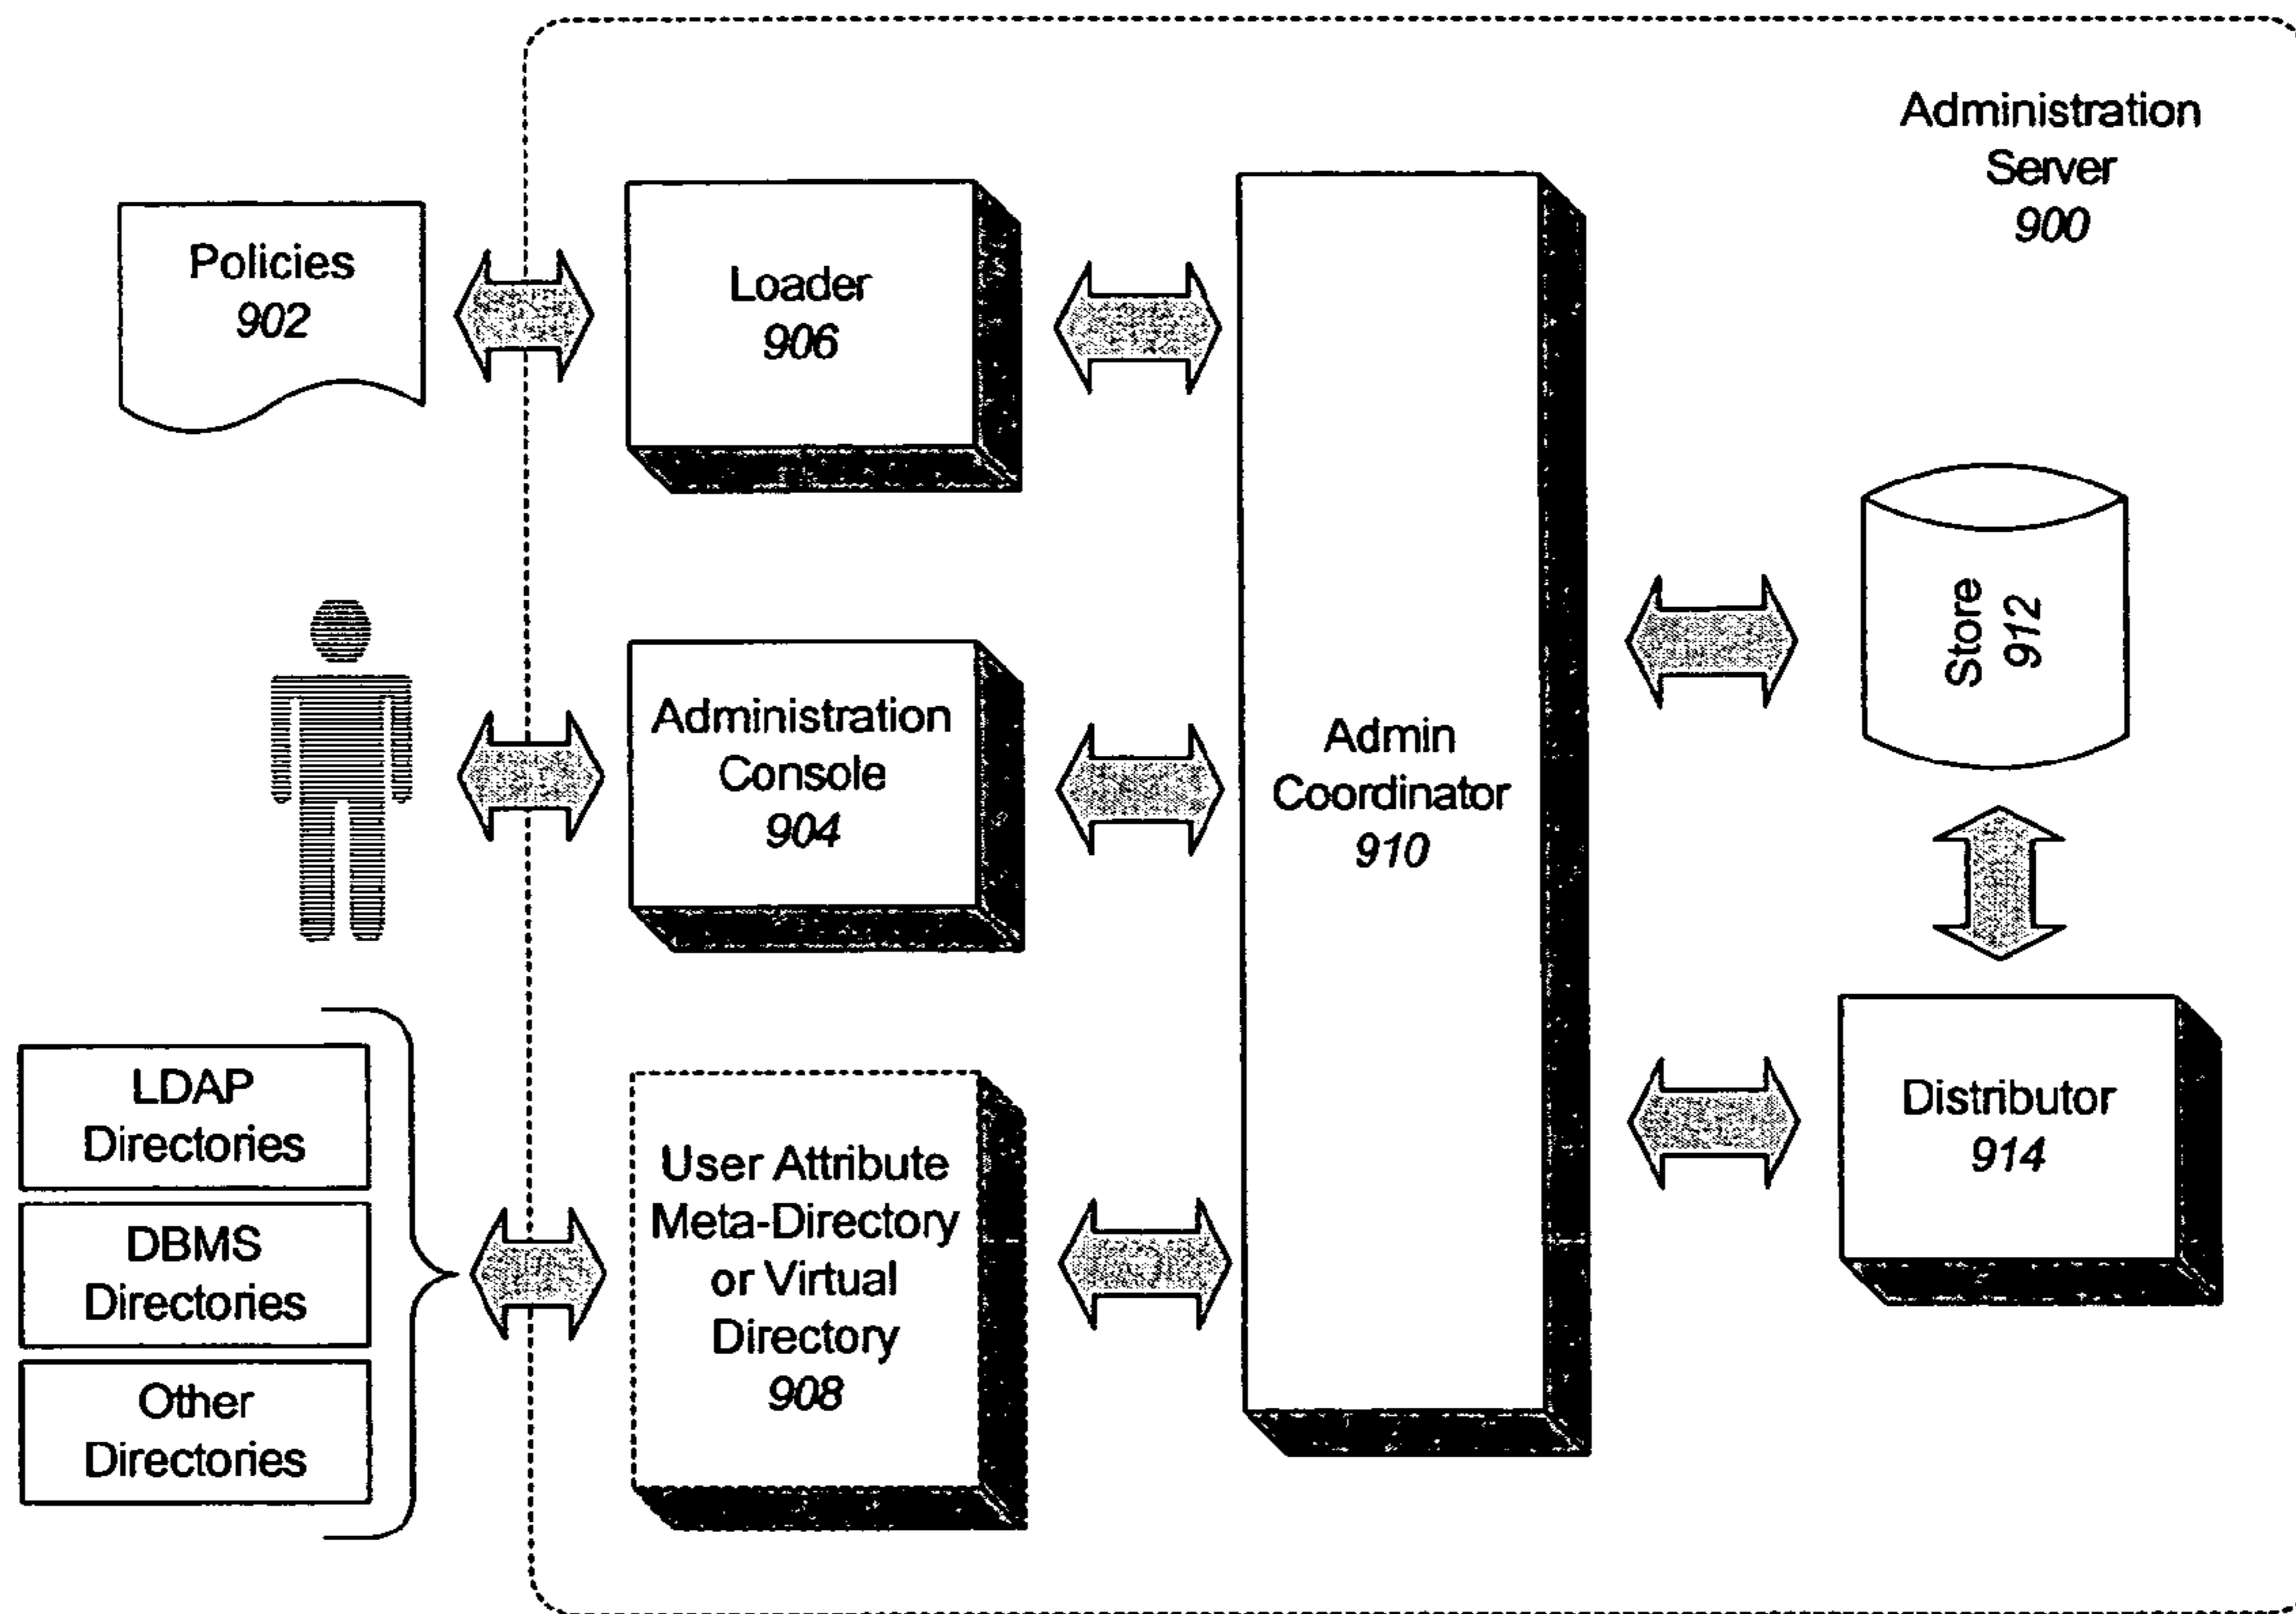 Administration
Server
900
Policies
902
Loader
906
Administration
Console
904
Admin
Coordinator
910
Store
912
LDAP
Directories
DBMS
Directories
Other
Directories
User Attribute
Meta-Directory
or Virtual
Directory
908
Distributor
914